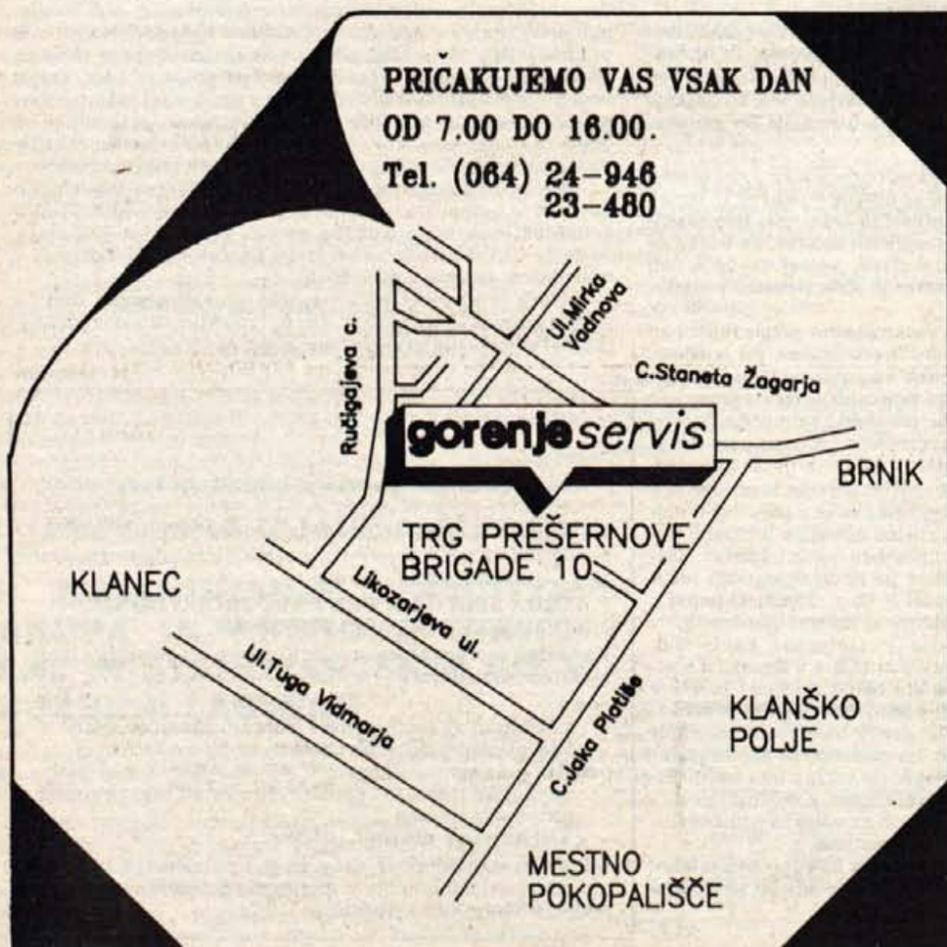 PRIČAKUJEMO VAS VSAK DAN
OD 7.00 DO 16.00.
Tel. (064) 24-946
23-480
Ul.Mirka
Vadnova
Ručigajeva c.
C.Staneta Žagarja
gorenje servis
BRNIK
TRG PREŠERNOVE
BRIGADE 10
KLANEC
Likozarjeva ul.
Ul.Tuga Vidmarja
C.Jaka Platiše
KLANŠKO
POLJE
MESTNO
POKOPALIŠČE